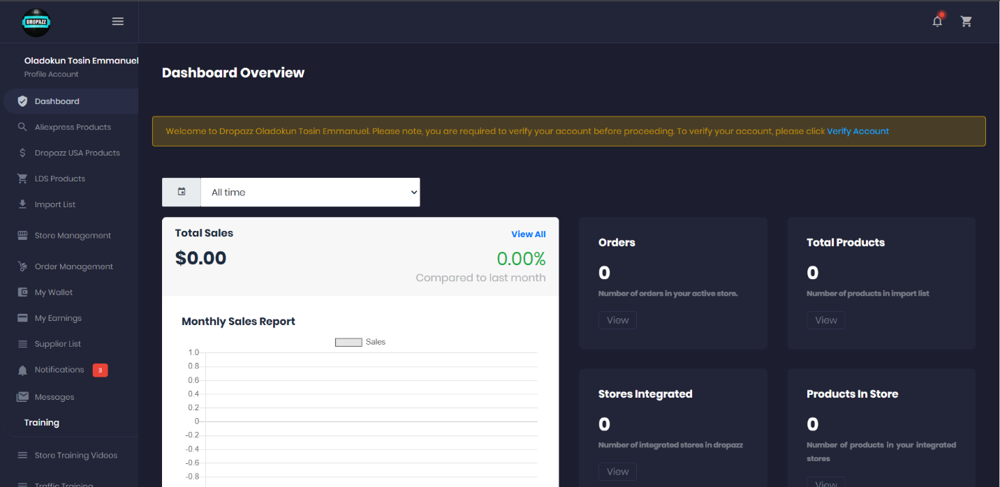 DROPAZZ
Oladokun Tosin Emmanuel
Profile Account
Dashboard
Aliexpress Products
Dropazz USA Products
LDS Products
Import List
Store Management
Order Management
My Wallet
My Earnings
Supplier List
Notifications 3
Messages
Training
Store Training Videos
Traffic Training
Dashboard Overview
Welcome to Dropazz Oladokun Tosin Emmanuel. Please note, you are required to verify your account before proceeding. To verify your account, please click Verify Account
All time
Total Sales View All
$0.00 0.00%
Compared to last month
Monthly Sales Report
Sales
1.0
0.8
0.6
0.4
0.2
0
-0.2
-0.4
-0.6
-0.8
Orders
0
Number of orders in your active store.
View
Total Products
0
Number of products in import list
View
Stores Integrated
0
Number of integrated stores in dropazz
View
Products In Store
0
Number of products in your integrated
stores
View